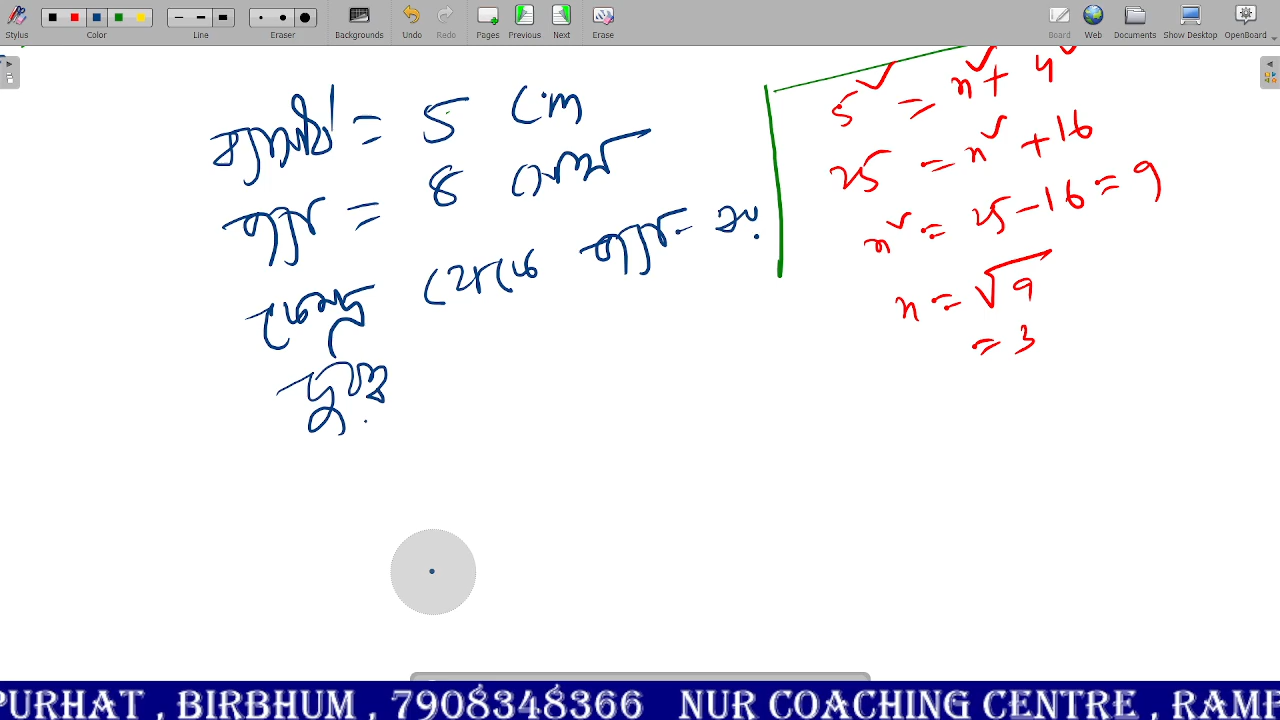 Stylus Color Line Eraser Backgrounds Undo Redo Pages Previous Next Erase Board Web Documents Show Desktop OpenBoard
ব্যাসার্ধ = 5 Cm
জ্যা = 8 সেমি
কেন্দ্র থেকে জ্যা-র
দূরত্ব
5² = x² + 4²
25 = x² + 16
x² = 25 - 16 = 9
x = √9
= 3
PURHAT , BIRBHUM , 7908348366 NUR COACHING CENTRE , RAME